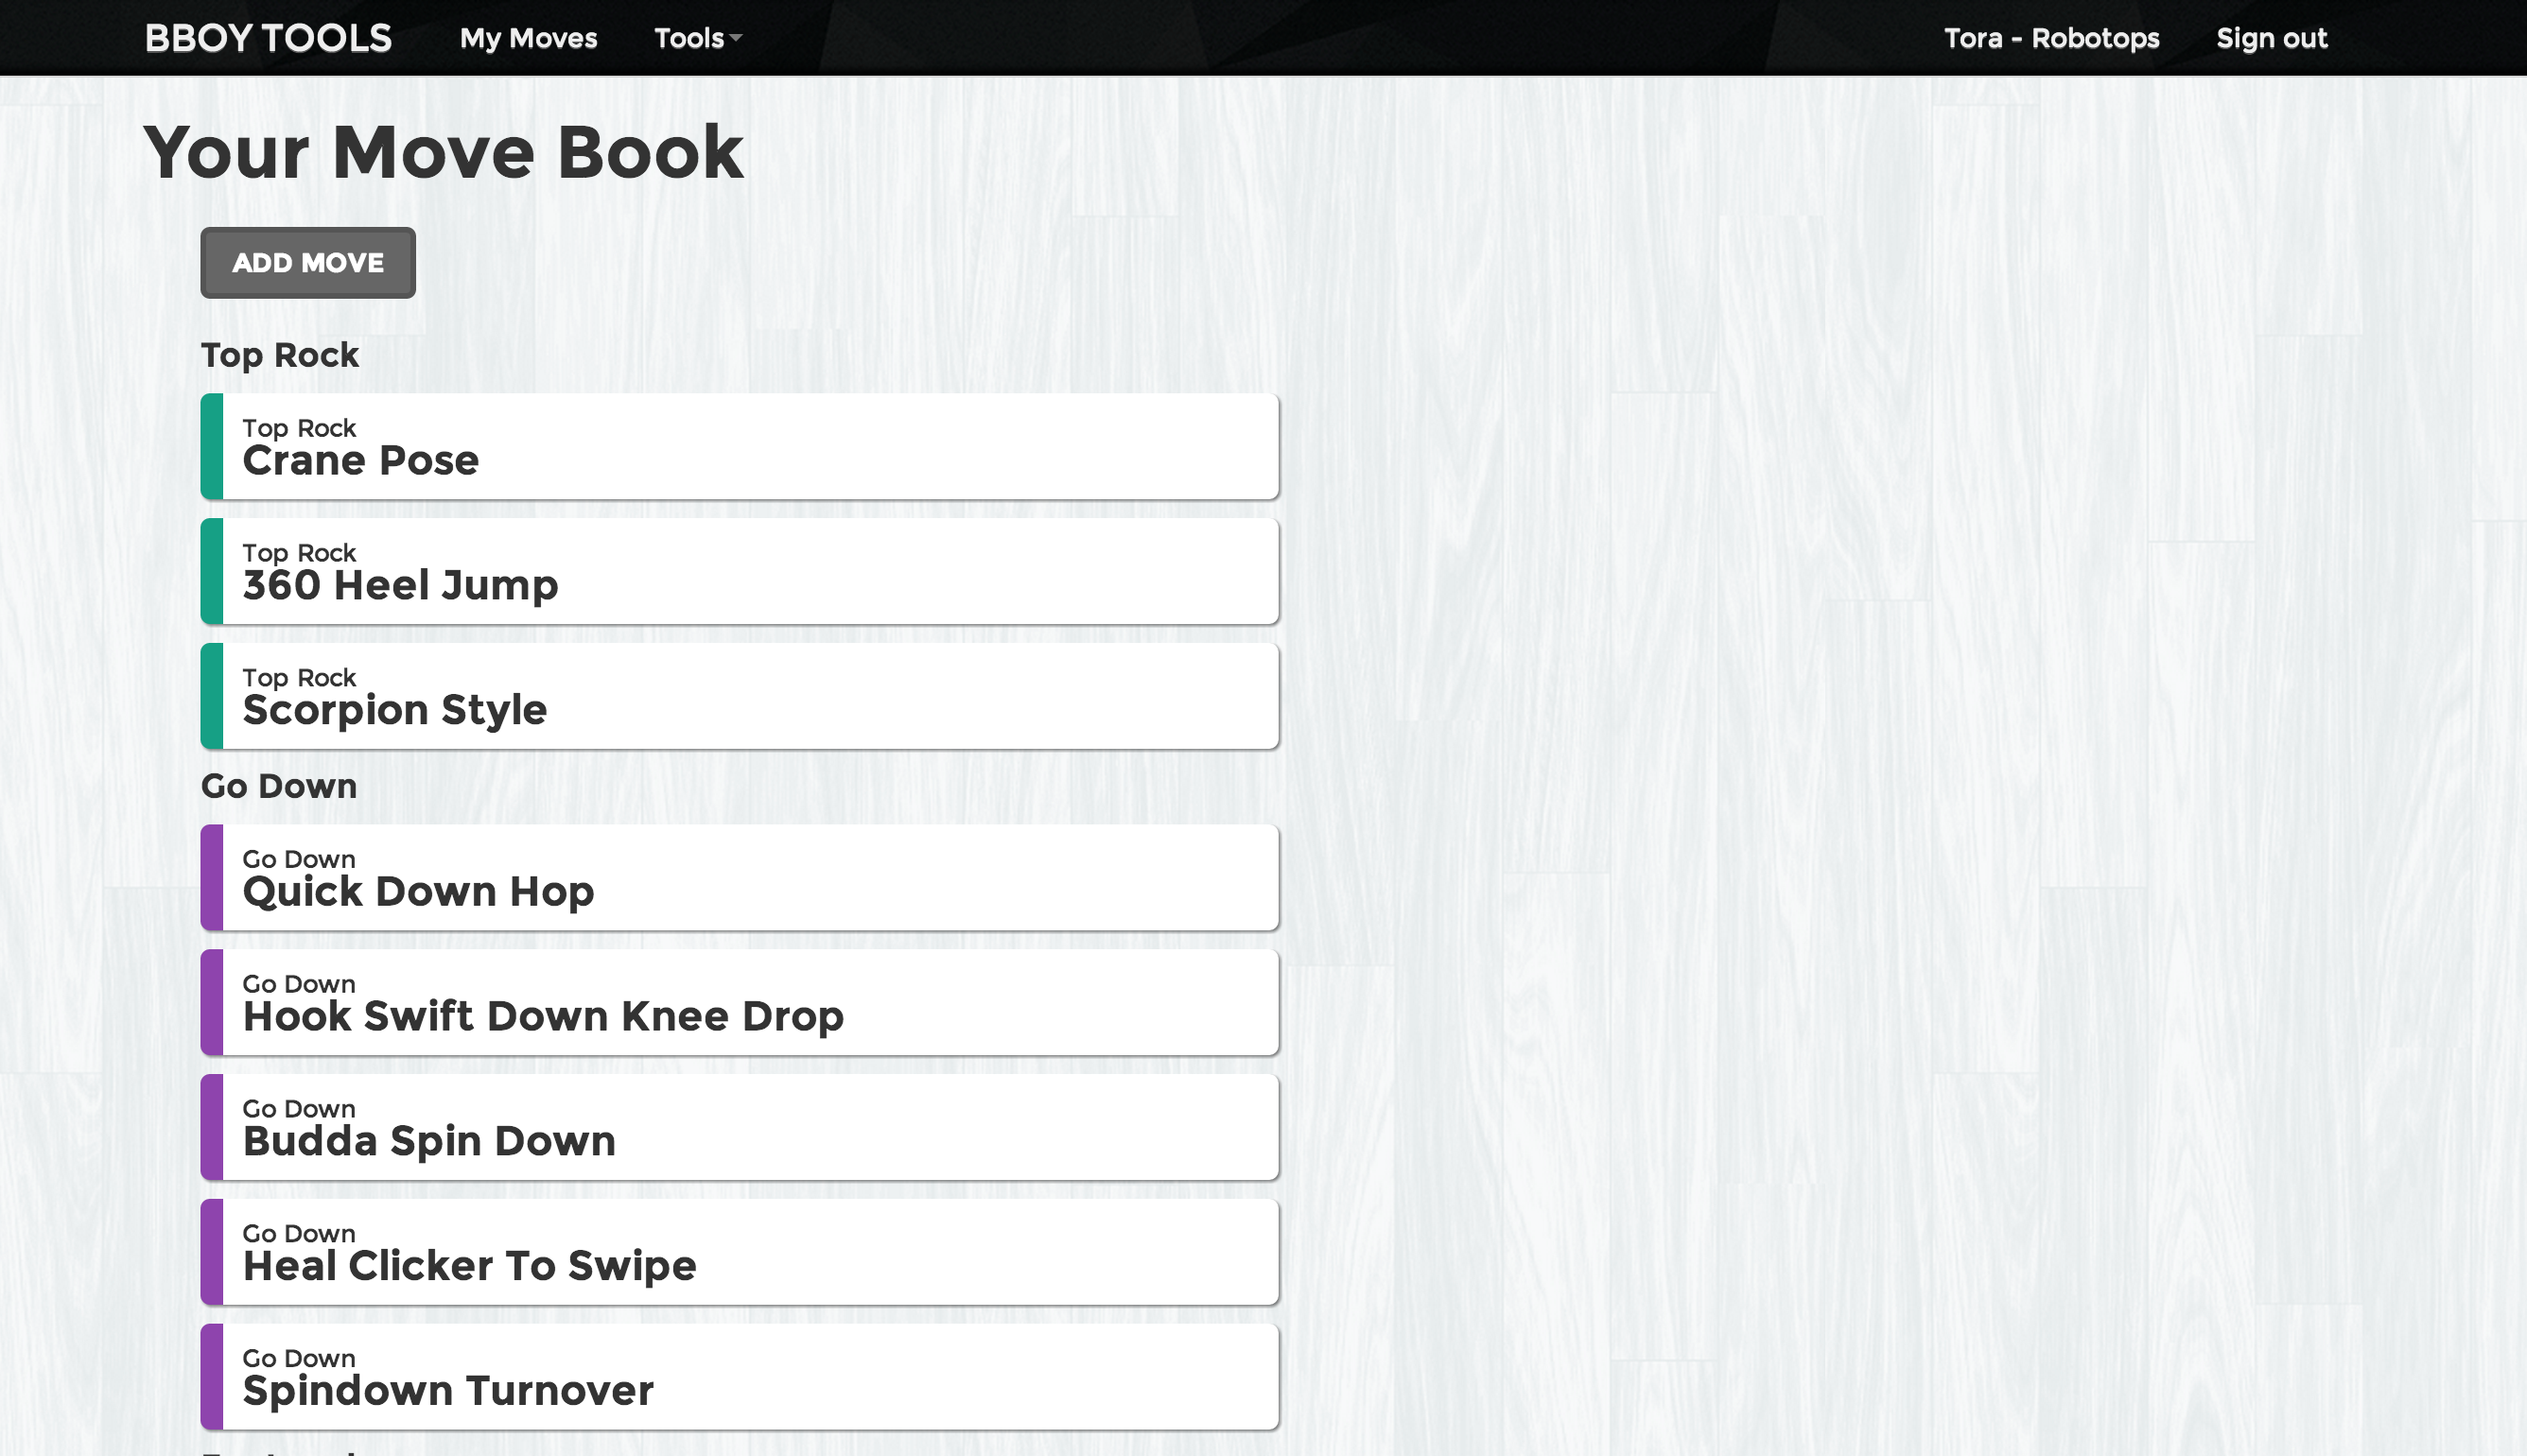 BBOY TOOLS My Moves Tools Tora - Robotops Sign out
Your Move Book
ADD MOVE
Top Rock
Top Rock
Crane Pose
Top Rock
360 Heel Jump
Top Rock
Scorpion Style
Go Down
Go Down
Quick Down Hop
Go Down
Hook Swift Down Knee Drop
Go Down
Budda Spin Down
Go Down
Heal Clicker To Swipe
Go Down
Spindown Turnover